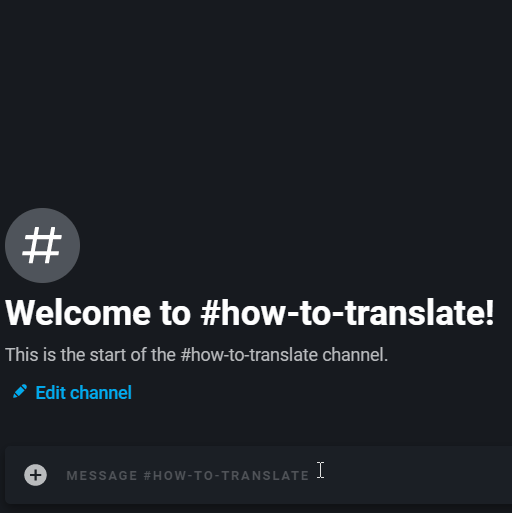 #
Welcome to #how-to-translate!
This is the start of the #how-to-translate channel.
Edit channel
MESSAGE #HOW-TO-TRANSLATE